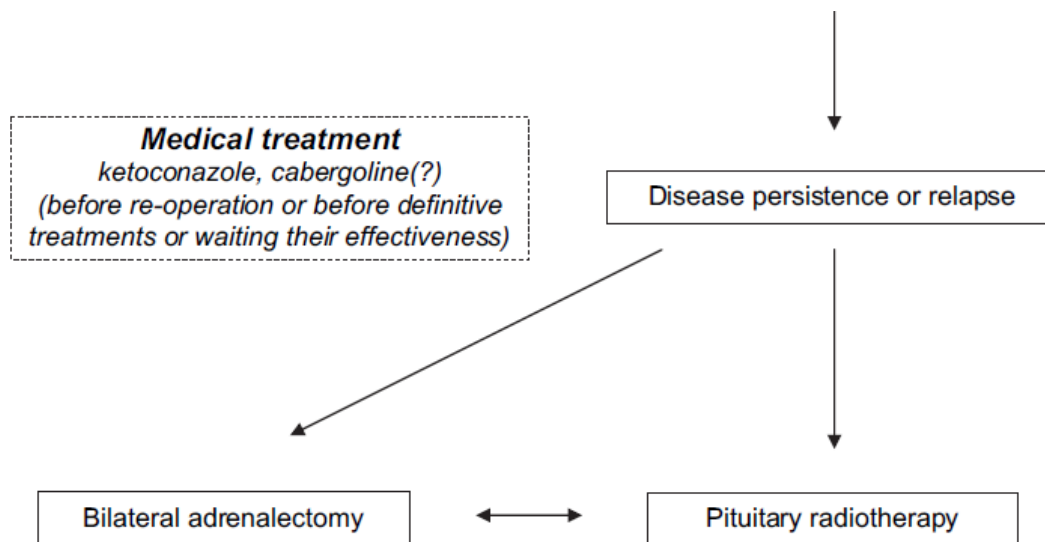 Medical treatment
ketoconazole, cabergoline(?)
(before re-operation or before definitive
treatments or waiting their effectiveness)
Disease persistence or relapse
Bilateral adrenalectomy
Pituitary radiotherapy